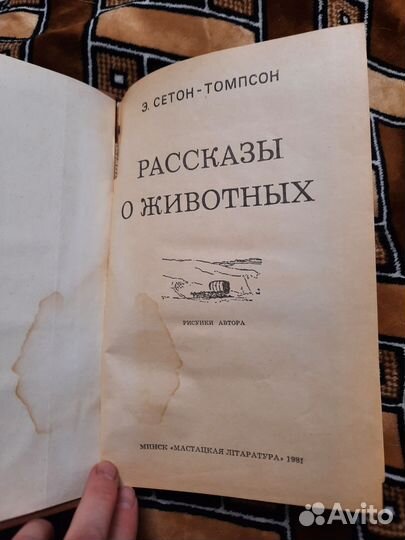 Э. СЕТОН-ТОМПСОН
РАССКАЗЫ
О ЖИВОТНЫХ
РИСУНКИ АВТОРА
МИНСК «МАСТАЦКАЯ ЛІТАРАТУРА» 1981
Avito